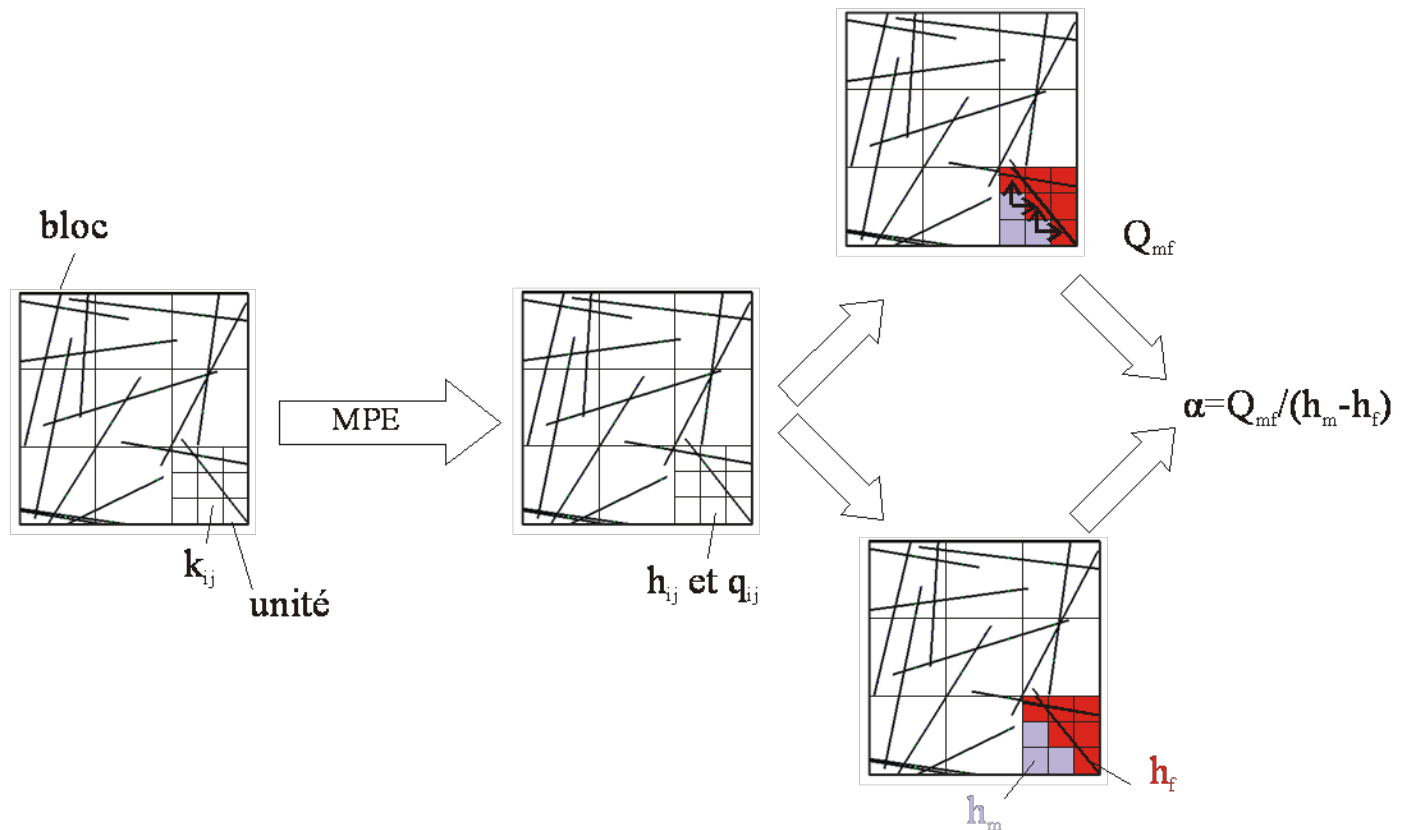 bloc
k_ij
unité
MPE
h_ij et q_ij
Q_mf
h_m
h_f
α=Q_mf/(h_m-h_f)